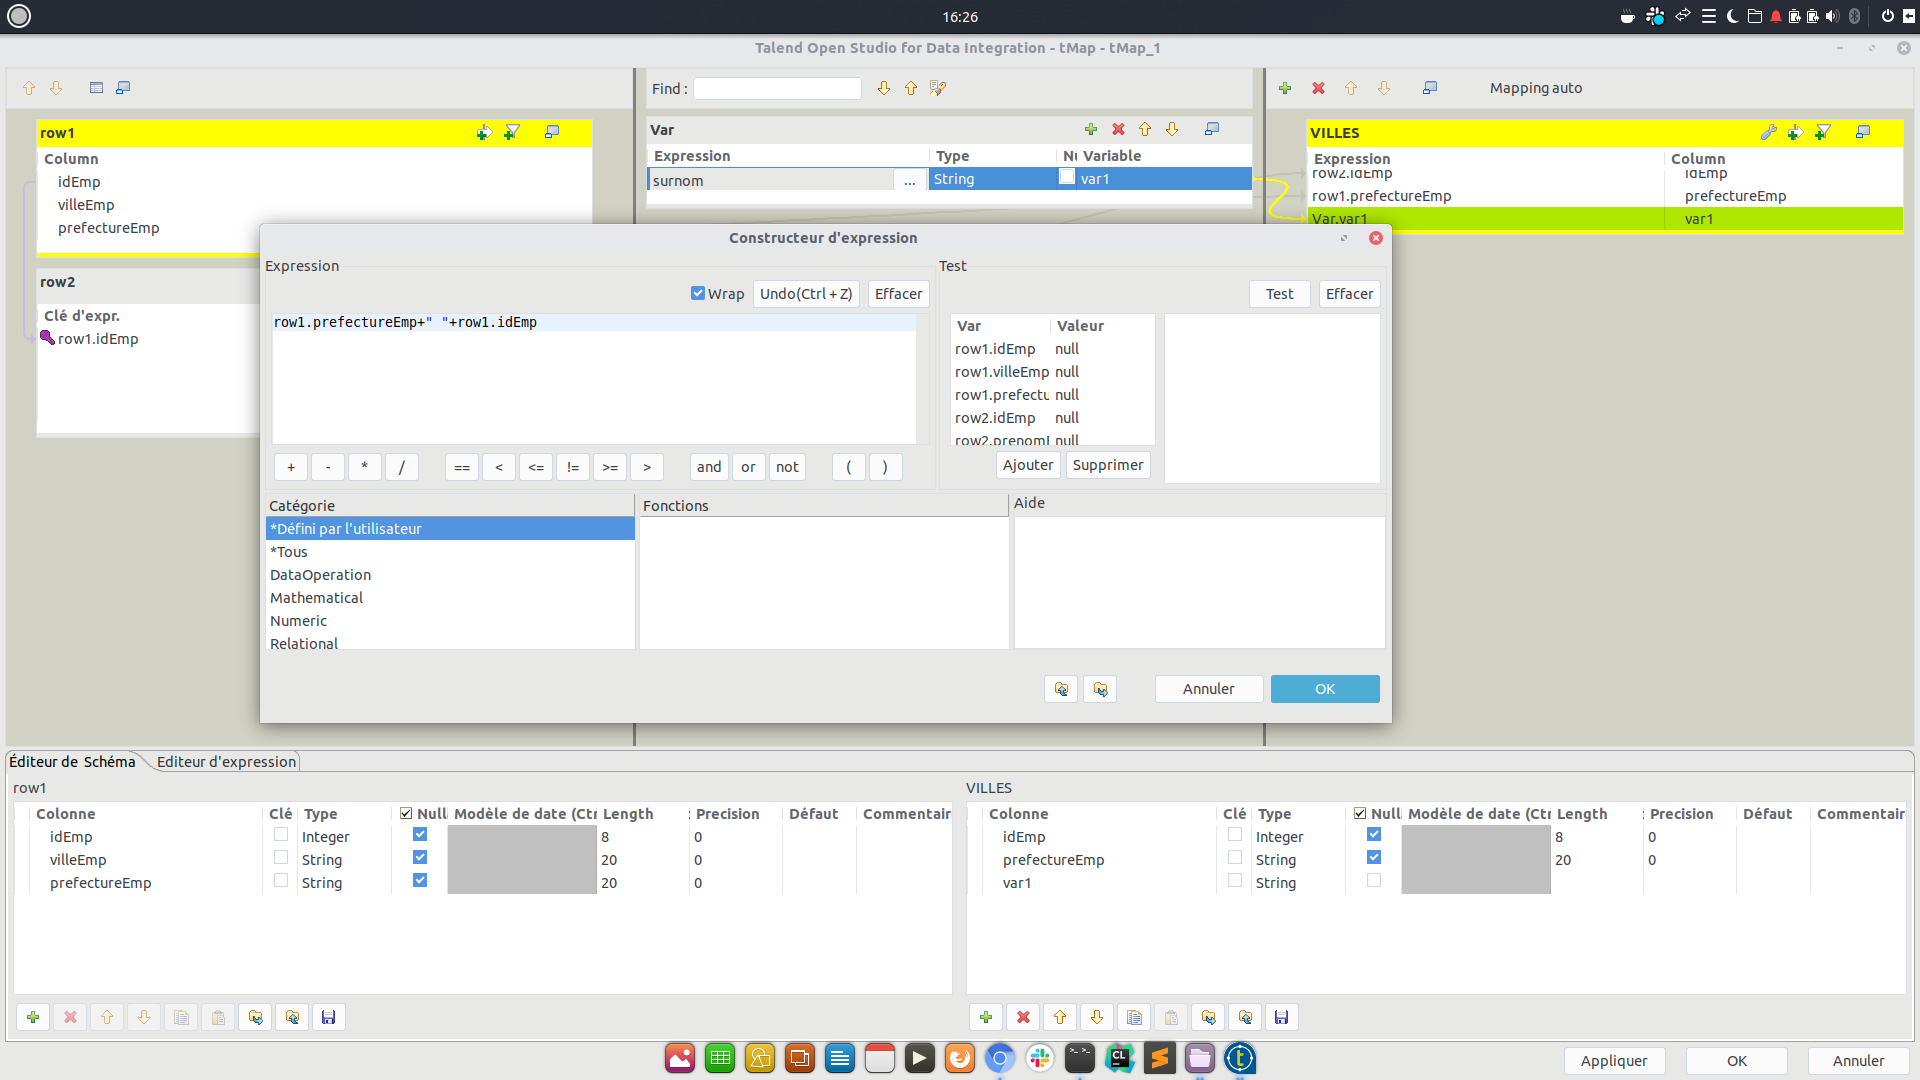 16:26
Talend Open Studio for Data Integration - tMap - tMap_1
Find :
Mapping auto
row1
Column
idEmp
villeEmp
prefectureEmp
row2
Clé d'expr.
row1.idEmp
Var
Expression Type Nu Variable
surnom ... String var1
VILLES
Expression Column
row2.idEmp idEmp
row1.prefectureEmp prefectureEmp
Var.var1 var1
Constructeur d'expression
Expression
Wrap Undo(Ctrl + Z) Effacer
row1.prefectureEmp+" "+row1.idEmp
+ - * / == < <= != >= > and or not ( )
Test
Test Effacer
Var Valeur
row1.idEmp null
row1.villeEmp null
row1.prefectu null
row2.idEmp null
row2.prenomE null
Ajouter Supprimer
Catégorie
*Défini par l'utilisateur
*Tous
DataOperation
Mathematical
Numeric
Relational
Fonctions
Aide
Annuler OK
Éditeur de Schéma Editeur d'expression
row1
Colonne Clé Type Null Modèle de date (Ctr Length Precision Défaut Commentair
idEmp Integer 8 0
villeEmp String 20 0
prefectureEmp String 20 0
VILLES
Colonne Clé Type Null Modèle de date (Ctr Length Precision Défaut Commentair
idEmp Integer 8 0
prefectureEmp String 20 0
var1 String
CL
Appliquer OK Annuler